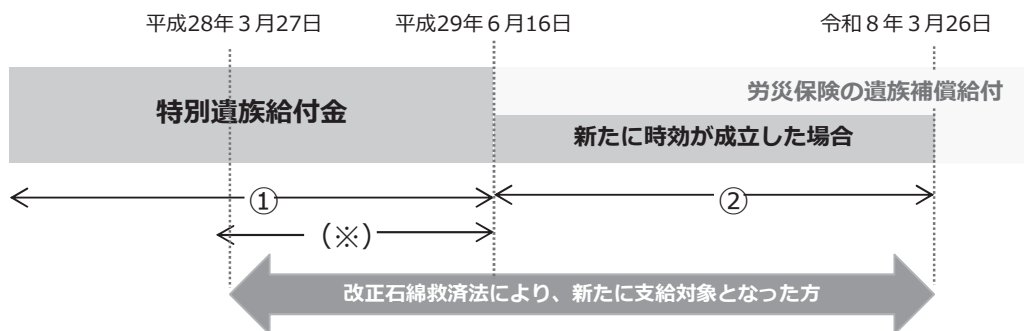 平成28年3月27日
平成29年6月16日
令和8年3月26日
特別遺族給付金
労災保険の遺族補償給付
新たに時効が成立した場合
①
②
(※)
改正石綿救済法により、新たに支給対象となった方